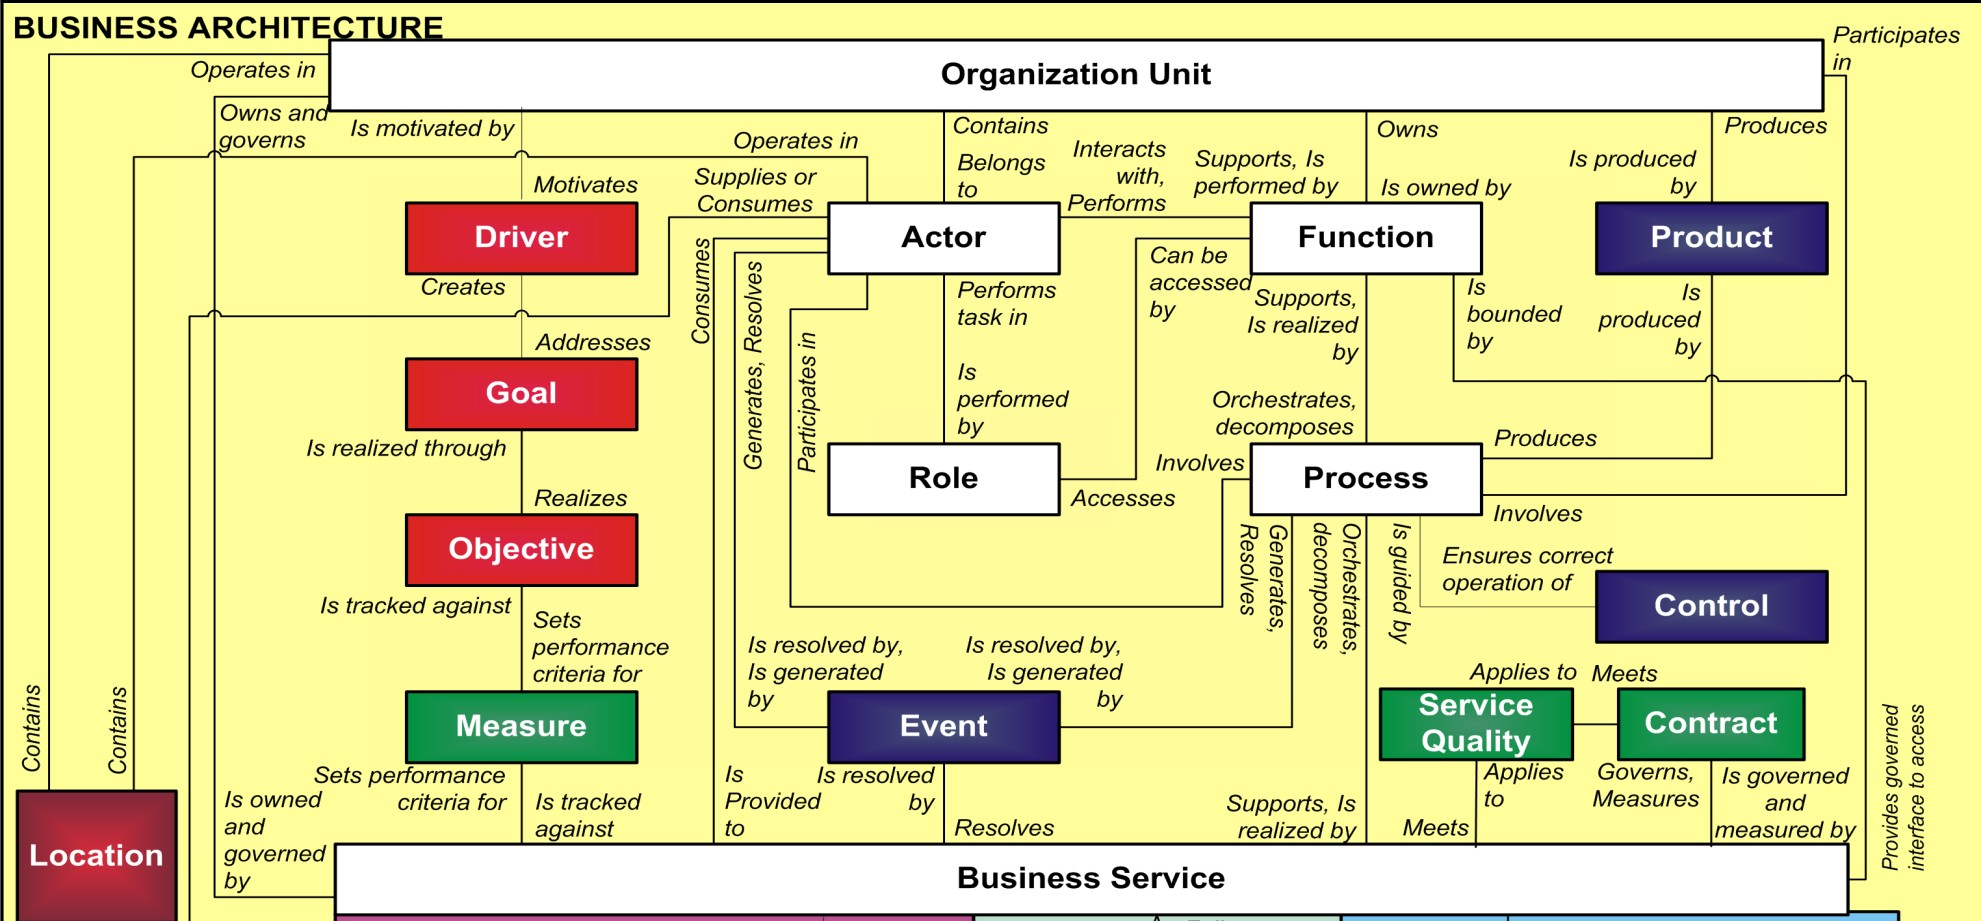 BUSINESS ARCHITECTURE
Participates
in
Operates in
Organization Unit
Owns and
governs
Is motivated by
Operates in
Contains
Belongs
to
Interacts
with,
Performs
Supports, Is
performed by
Owns
Is owned by
Produces
Is produced
by
Motivates
Supplies or
Consumes
Driver
Actor
Function
Product
Creates
Consumes
Generates, Resolves
Participates in
Performs
task in
Can be
accessed
by
Supports,
Is realized
by
Is
bounded
by
Is
produced
by
Addresses
Goal
Is
performed
by
Orchestrates,
decomposes
Is realized through
Produces
Realizes
Role
Accesses
Involves
Process
Involves
Objective
Generates,
Resolves
Orchestrates,
decomposes
Is guided by
Ensures correct
operation of
Control
Is tracked against
Sets
performance
criteria for
Is resolved by,
Is generated
by
Is resolved by,
Is generated
by
Applies to
Meets
Contains
Contains
Measure
Event
Service
Quality
Contract
Provides governed
interface to access
Sets performance
criteria for
Is tracked
against
Is
Provided
to
Is resolved
by
Resolves
Supports, Is
realized by
Applies
to
Meets
Governs,
Measures
Is governed
and
measured by
Location
Is owned
and
governed
by
Business Service